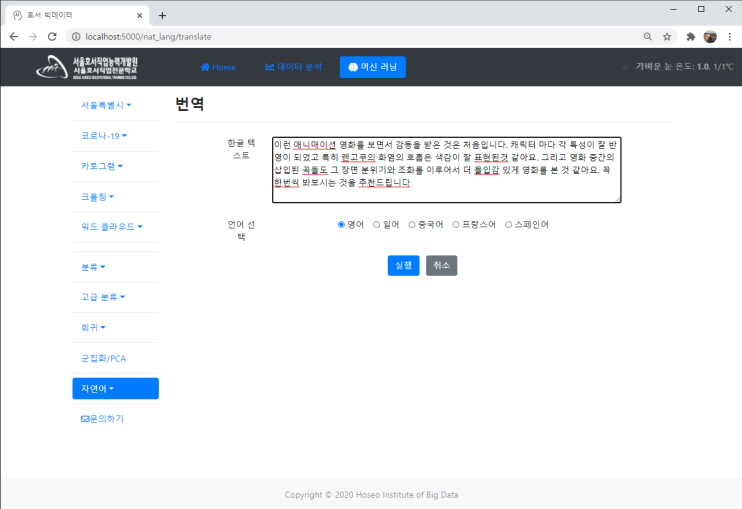 호서 빅데이터
localhost:5000/nat_lang/translate
서울호서직업능력개발원
서울호서직업전문학교
Home
데이터 분석
머신 러닝
가벼운 눈 온도: 1.0, 1/1℃
서울특별시
코로나-19
카토그램
크롤링
워드 클라우드
분류
고급 분류
회귀
군집화/PCA
자연어
문의하기
번역
한글 텍
스트
이런 애니매이션 영화를 보면서 감동을 받은 것은 처음입니다. 캐릭터 마다 각 특성이 잘 반
영이 되었고 특히 렌고쿠의 화염의 호흡은 색감이 잘 표현된것 같아요. 그리고 영화 중간의
삽입된 곡들도 그 장면 분위기와 조화를 이루어서 더 몰입감 있게 영화를 본 것 같아요. 꼭
한번씩 봐보시는 것을 추천드립니다
언어 선
택
영어 일어 중국어 프랑스어 스페인어
실행 취소
Copyright © 2020 Hoseo Institute of Big Data